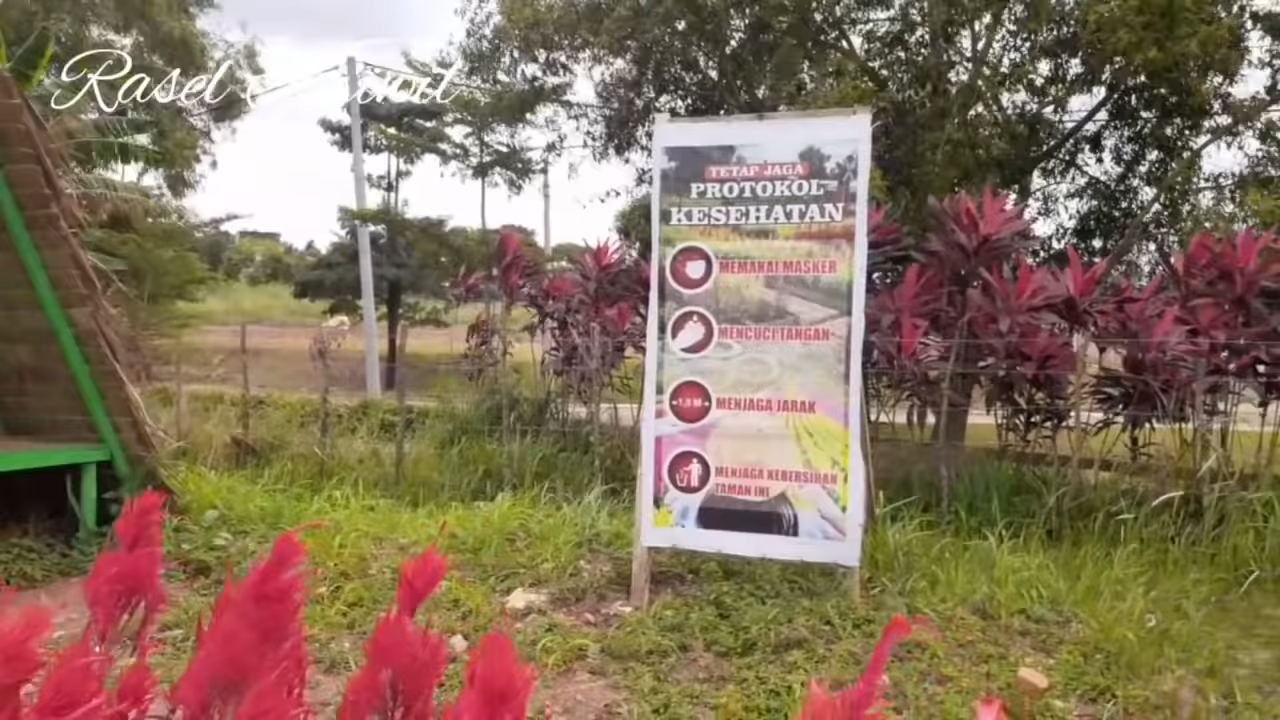 Rasel
TETAP JAGA
PROTOKOL
KESEHATAN
MEMAKAI MASKER
MENCUCI TANGAN
1,5 M
MENJAGA JARAK
MENJAGA KEBERSIHAN
TAMAN INI